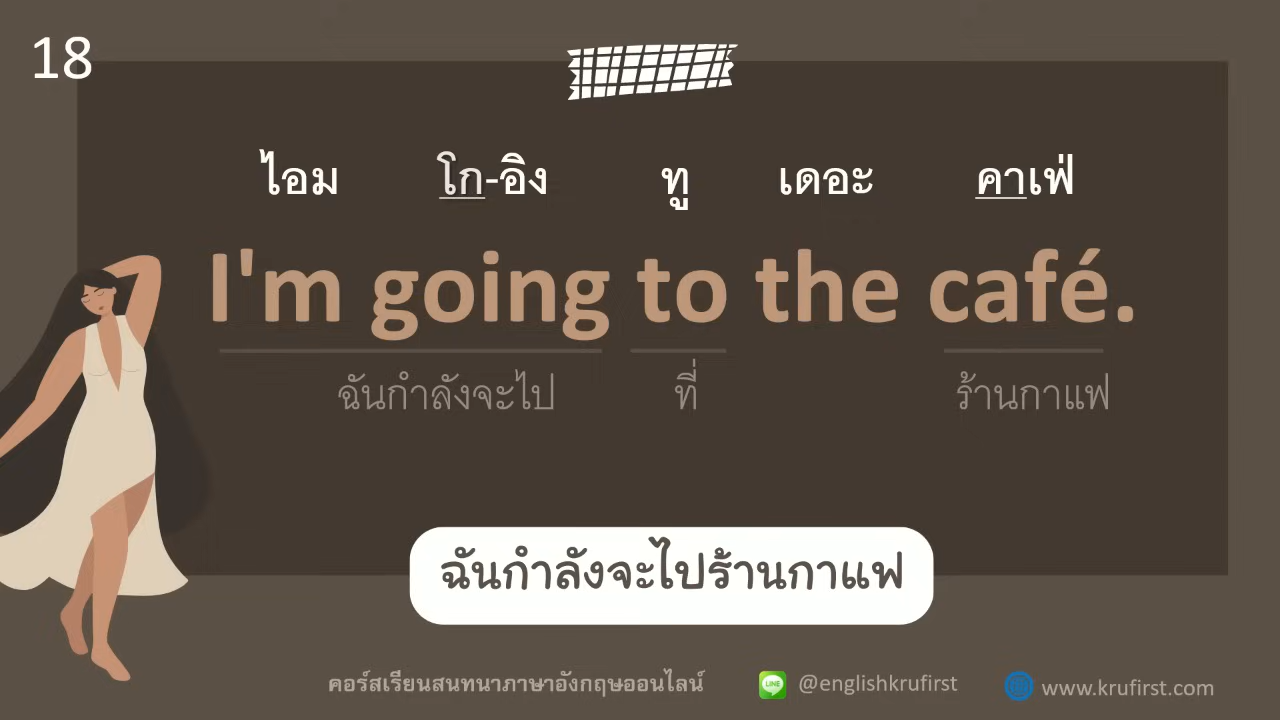 18
ไอม โก-อิง ทู เดอะ คาเฟ่
I'm going to the café.
ฉันกำลังจะไป ที่ ร้านกาแฟ
ฉันกำลังจะไปร้านกาแฟ
คอร์สเรียนสนทนาภาษาอังกฤษออนไลน์ LINE @englishkrufirst www.krufirst.com